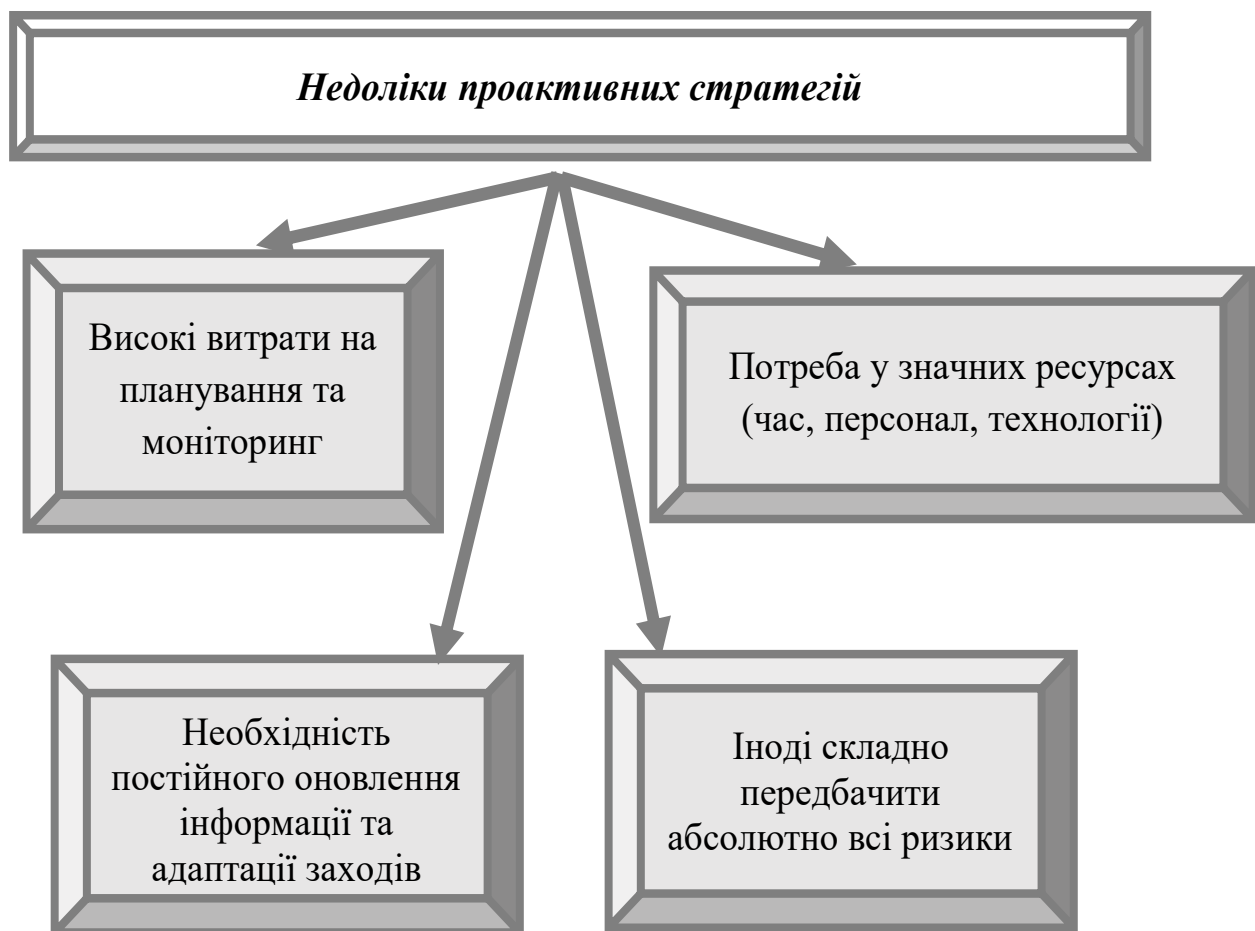 Недоліки проактивних стратегій
Високі витрати на
планування та
моніторинг
Потреба у значних ресурсах
(час, персонал, технології)
Необхідність
постійного оновлення
інформації та
адаптації заходів
Іноді складно
передбачити
абсолютно всі ризики